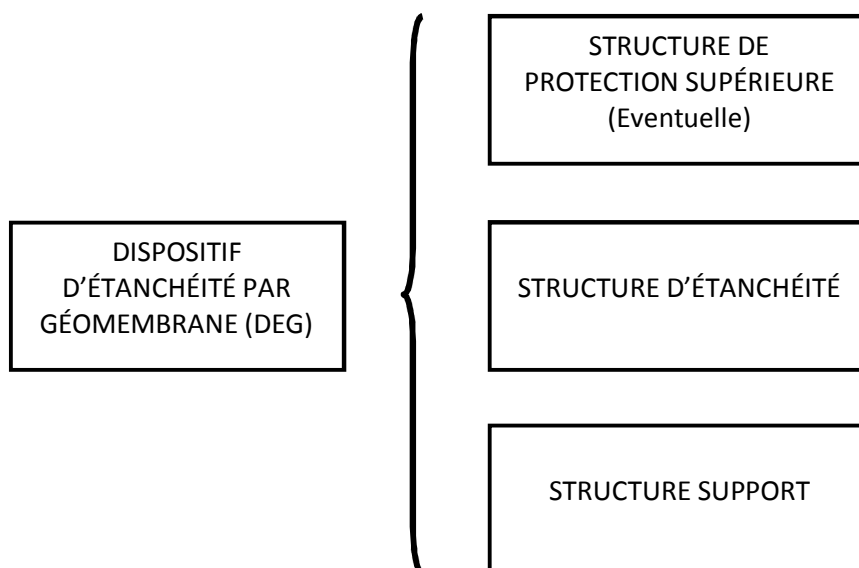 DISPOSITIF
D’ÉTANCHÉITÉ PAR
GÉOMEMBRANE (DEG)
STRUCTURE DE
PROTECTION SUPÉRIEURE
(Eventuelle)
STRUCTURE D’ÉTANCHÉITÉ
STRUCTURE SUPPORT